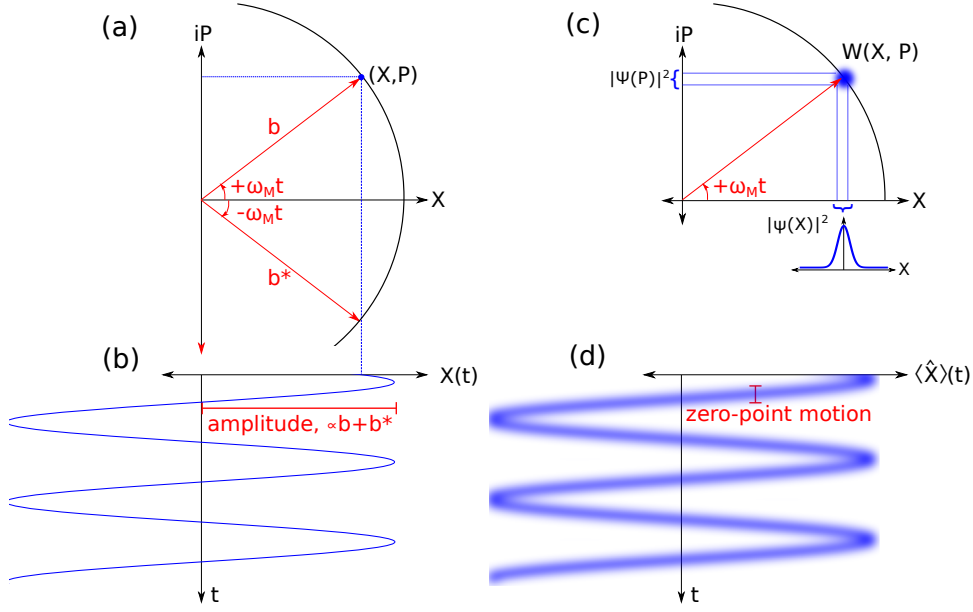 (a)
iP
(X,P)
b
+ωMt
-ωMt
X
b*
(b)
X(t)
amplitude, ∝b+b*
t
(c)
iP
W(X, P)
|Ψ(P)|²
+ωMt
X
|ψ(X)|²
X
(d)
⟨X̂⟩(t)
zero-point motion
t